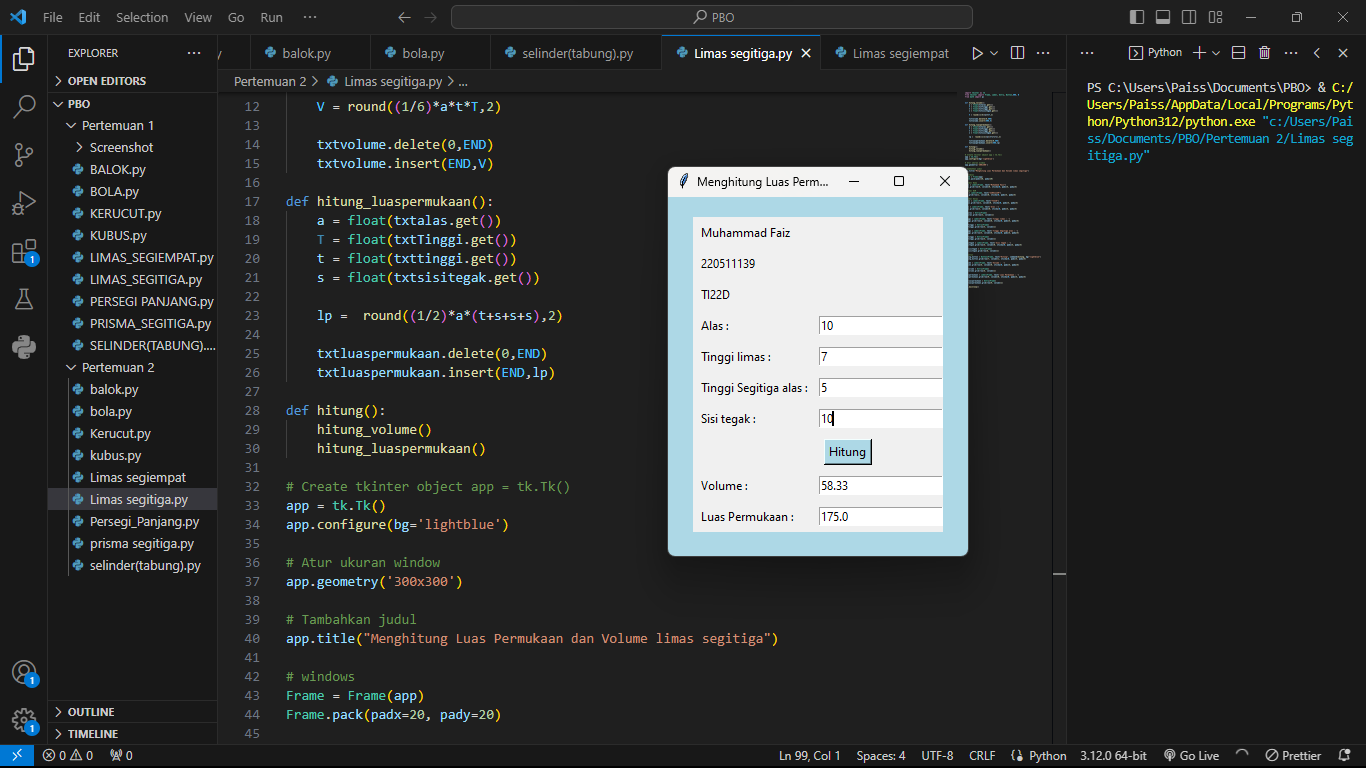 File Edit Selection View Go Run ··· PBO
EXPLORER ···
OPEN EDITORS
PBO
Pertemuan 1
Screenshot
BALOK.py
BOLA.py
KERUCUT.py
KUBUS.py
LIMAS_SEGIEMPAT.py
LIMAS_SEGITIGA.py
PERSEGI PANJANG.py
PRISMA_SEGITIGA.py
SELINDER(TABUNG)....
Pertemuan 2
balok.py
bola.py
Kerucut.py
kubus.py
Limas segiempat
Limas segitiga.py
Persegi_Panjang.py
prisma segitiga.py
selinder(tabung).py
OUTLINE
TIMELINE
balok.py bola.py selinder(tabung).py Limas segitiga.py Limas segiempat
Pertemuan 2 > Limas segitiga.py > ...
12 V = round((1/6)*a*t*T,2)
13
14 txtvolume.delete(0,END)
15 txtvolume.insert(END,V)
16
17 def hitung_luaspermukaan():
18 a = float(txtalas.get())
19 T = float(txtTinggi.get())
20 t = float(txttinggi.get())
21 s = float(txtsisitegak.get())
22
23 lp =  round((1/2)*a*(t+s+s+s),2)
24
25 txtluaspermukaan.delete(0,END)
26 txtluaspermukaan.insert(END,lp)
27
28 def hitung():
29 hitung_volume()
30 hitung_luaspermukaan()
31
32 # Create tkinter object app = tk.Tk()
33 app = tk.Tk()
34 app.configure(bg='lightblue')
35
36 # Atur ukuran window
37 app.geometry('300x300')
38
39 # Tambahkan judul
40 app.title("Menghitung Luas Permukaan dan Volume limas segitiga")
41
42 # windows
43 Frame = Frame(app)
44 Frame.pack(padx=20, pady=20)
45
Menghitung Luas Perm...
Muhammad Faiz
220511139
TI22D
Alas : 10
Tinggi limas : 7
Tinggi Segitiga alas : 5
Sisi tegak : 10
Hitung
Volume : 58.33
Luas Permukaan : 175.0
··· Python ···
PS C:\Users\Paiss\Documents\PBO> & C:/
Users/Paiss/AppData/Local/Programs/Pyt
hon/Python312/python.exe "c:/Users/Pai
ss/Documents/PBO/Pertemuan 2/Limas seg
itiga.py"
1
1
1
0 0 0 Ln 99, Col 1 Spaces: 4 UTF-8 CRLF Python 3.12.0 64-bit Go Live Prettier